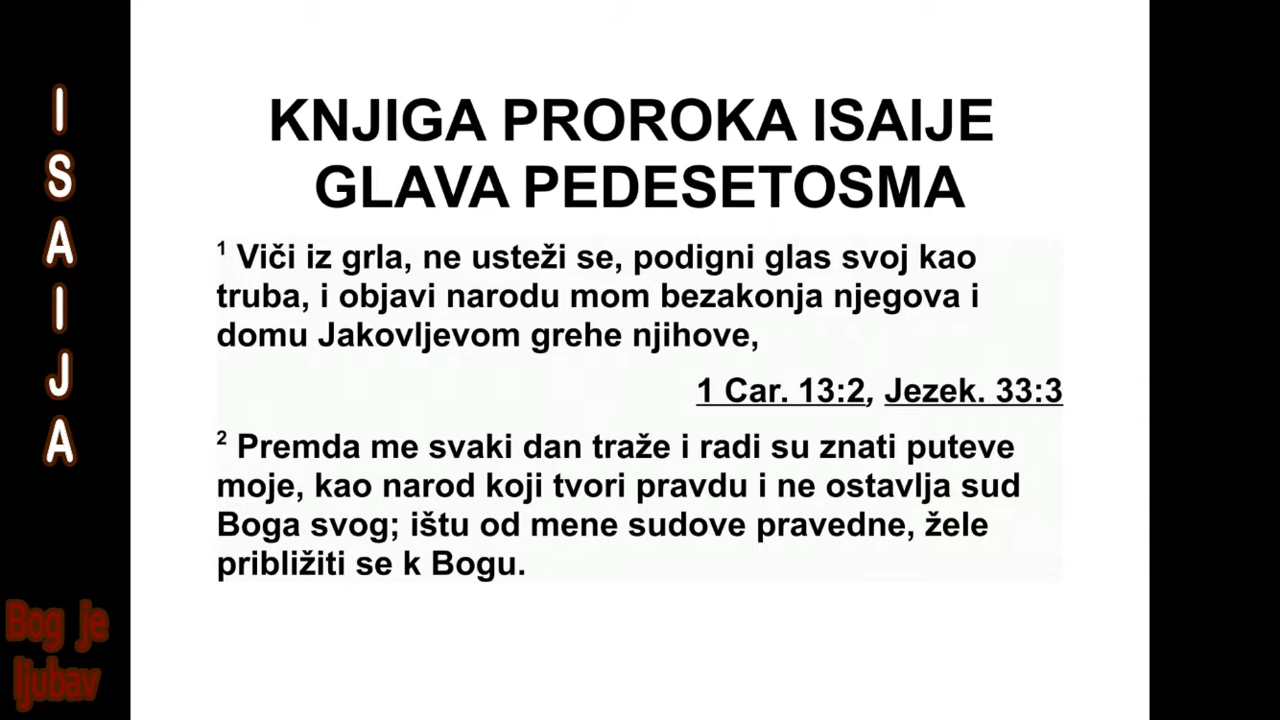 ISAIJA
KNJIGA PROROKA ISAIJE
GLAVA PEDESETOSMA
1 Viči iz grla, ne usteži se, podigni glas svoj kao
truba, i objavi narodu mom bezakonja njegova i
domu Jakovljevom grehe njihove,
1 Car. 13:2, Jezek. 33:3
2 Premda me svaki dan traže i radi su znati puteve
moje, kao narod koji tvori pravdu i ne ostavlja sud
Boga svog; ištu od mene sudove pravedne, žele
približiti se k Bogu.
Bog je
ljubav